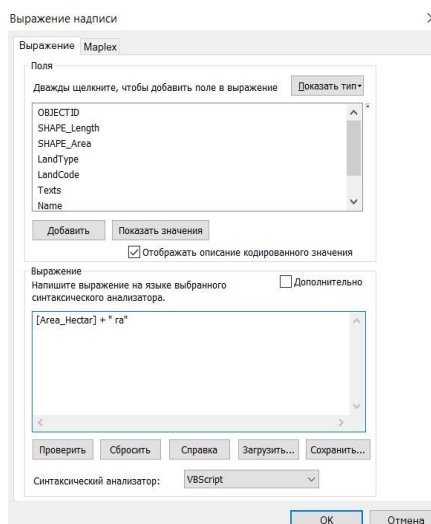 Выражение надписи
Выражение Maplex
Поля
Дважды щелкните, чтобы добавить поле в выражение Показать тип
OBJECTID
SHAPE_Length
SHAPE_Area
LandType
LandCode
Texts
Name
Добавить Показать значения
Отображать описание кодированного значения
Выражение
Напишите выражение на языке выбранного Дополнительно
синтаксического анализатора.
[Area_Hectar] + " га"
Проверить Сбросить Справка Загрузить... Сохранить...
Синтаксический анализатор: VBScript
OK Отмена